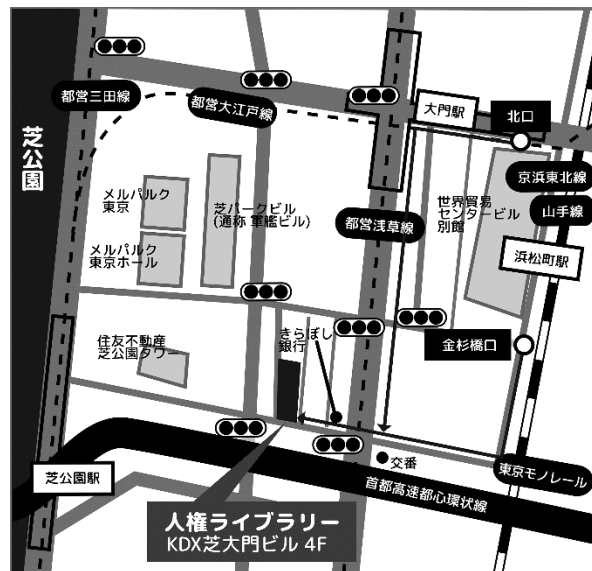 都営三田線
都営大江戸線
大門駅
北口
芝公園
京浜東北線
山手線
メルパルク
東京
芝パークビル
(通称 軍艦ビル)
世界貿易
センタービル
別館
都営浅草線
浜松町駅
メルパルク
東京ホール
きらぼし
銀行
住友不動産
芝公園タワー
金杉橋口
芝公園駅
交番
東京モノレール
首都高速都心環状線
人権ライブラリー
KDX芝大門ビル 4F